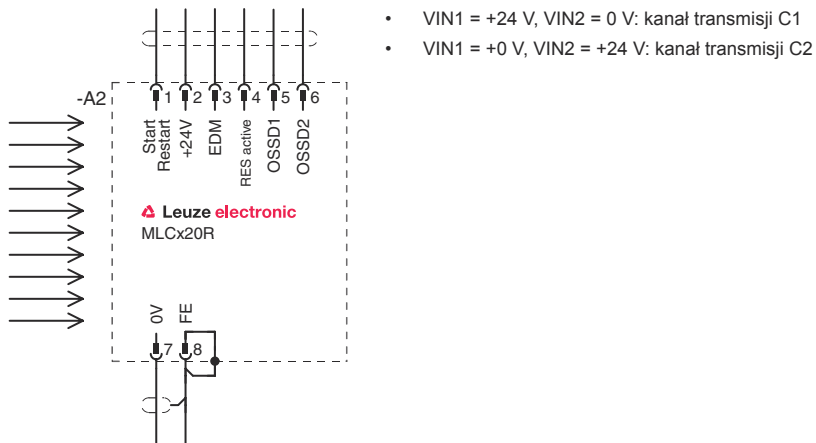 • VIN1 = +24 V, VIN2 = 0 V: kanał transmisji C1
• VIN1 = +0 V, VIN2 = +24 V: kanał transmisji C2
-A2
1 2 3 4 5 6
Start
Restart
+24V
EDM
RES active
OSSD1
OSSD2
Leuze electronic
MLCx20R
0V
FE
7 8